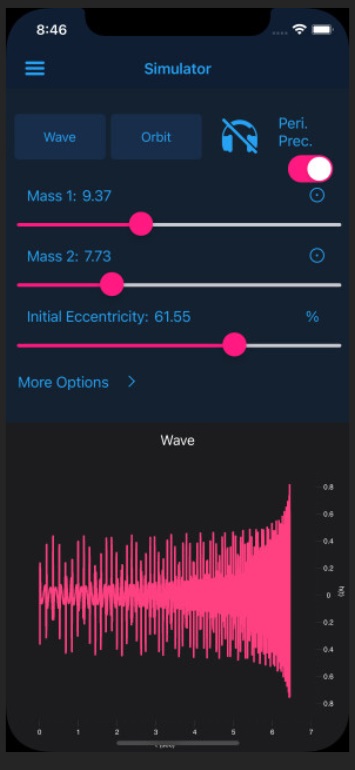 8:46
Simulator
Wave
Orbit
Peri.
Prec.
Mass 1: 9.37
Mass 2: 7.73
Initial Eccentricity: 61.55 %
More Options >
Wave
0.8
0.6
0.4
0.2
0
0.2
0.4
0.6
0.8
h(t)
0 1 2 3 4 5 6 7